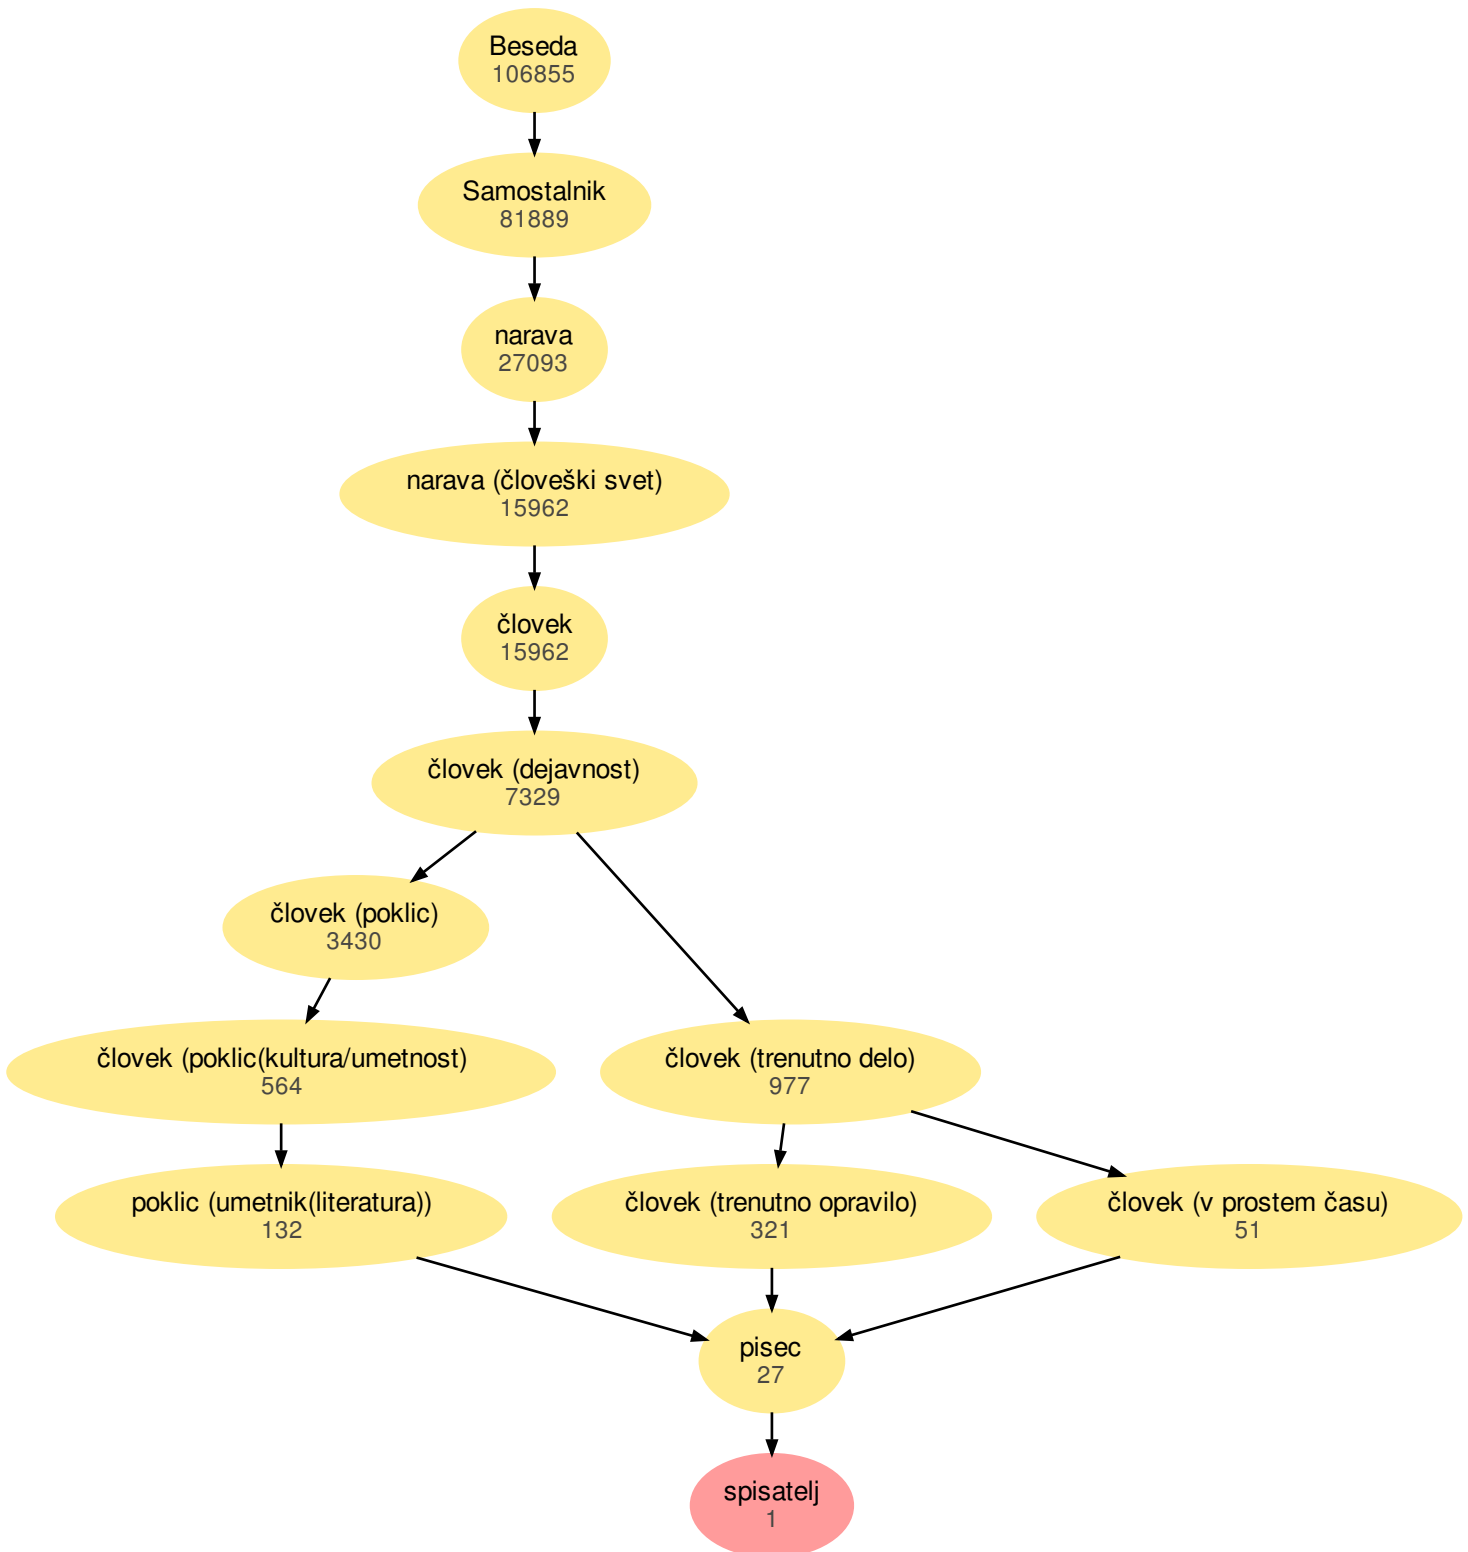 Beseda
106855
Samostalnik
81889
narava
27093
narava (človeški svet)
15962
človek
15962
človek (dejavnost)
7329
človek (poklic)
3430
človek (poklic(kultura/umetnost)
564
človek (trenutno delo)
977
poklic (umetnik(literatura))
132
človek (trenutno opravilo)
321
človek (v prostem času)
51
pisec
27
spisatelj
1